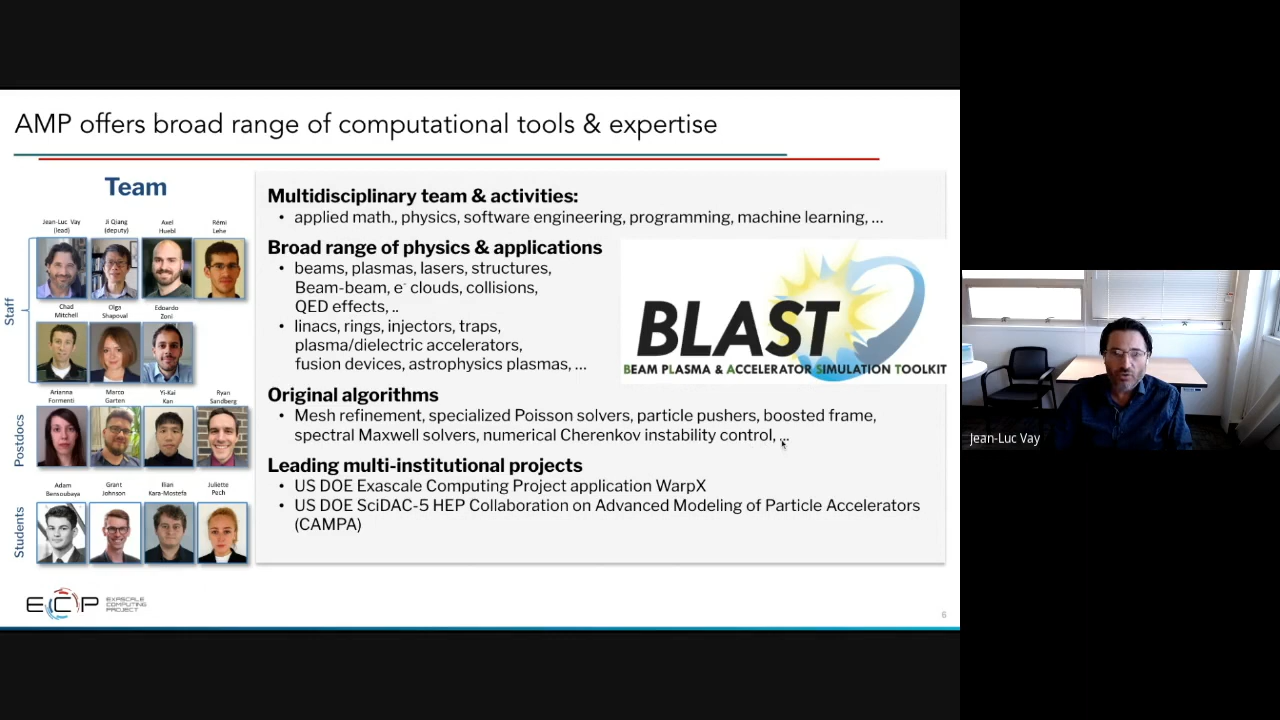 AMP offers broad range of computational tools & expertise
Team
Jean-Luc Vay (lead)
Ji Qiang (deputy)
Axel Huebl
Rémi Lehe
Staff
Chad Mitchell
Olga Shapoval
Edoardo Zoni
Postdocs
Arianna Formenti
Marco Garten
Yi-Kai Kan
Ryan Sandberg
Students
Adam Bensoubaya
Grant Johnson
Ilian Kara-Mostefa
Juliette Pech
Multidisciplinary team & activities:
• applied math., physics, software engineering, programming, machine learning, ...
Broad range of physics & applications
• beams, plasmas, lasers, structures,
Beam-beam, e⁻ clouds, collisions,
QED effects, ..
• linacs, rings, injectors, traps,
plasma/dielectric accelerators,
fusion devices, astrophysics plasmas, ...
BLAST
BEAM PLASMA & ACCELERATOR SIMULATION TOOLKIT
Original algorithms
• Mesh refinement, specialized Poisson solvers, particle pushers, boosted frame,
spectral Maxwell solvers, numerical Cherenkov instability control, ...
Leading multi-institutional projects
• US DOE Exascale Computing Project application WarpX
• US DOE SciDAC-5 HEP Collaboration on Advanced Modeling of Particle Accelerators
(CAMPA)
ECP
EXASCALE
COMPUTING
PROJECT
6
Jean-Luc Vay